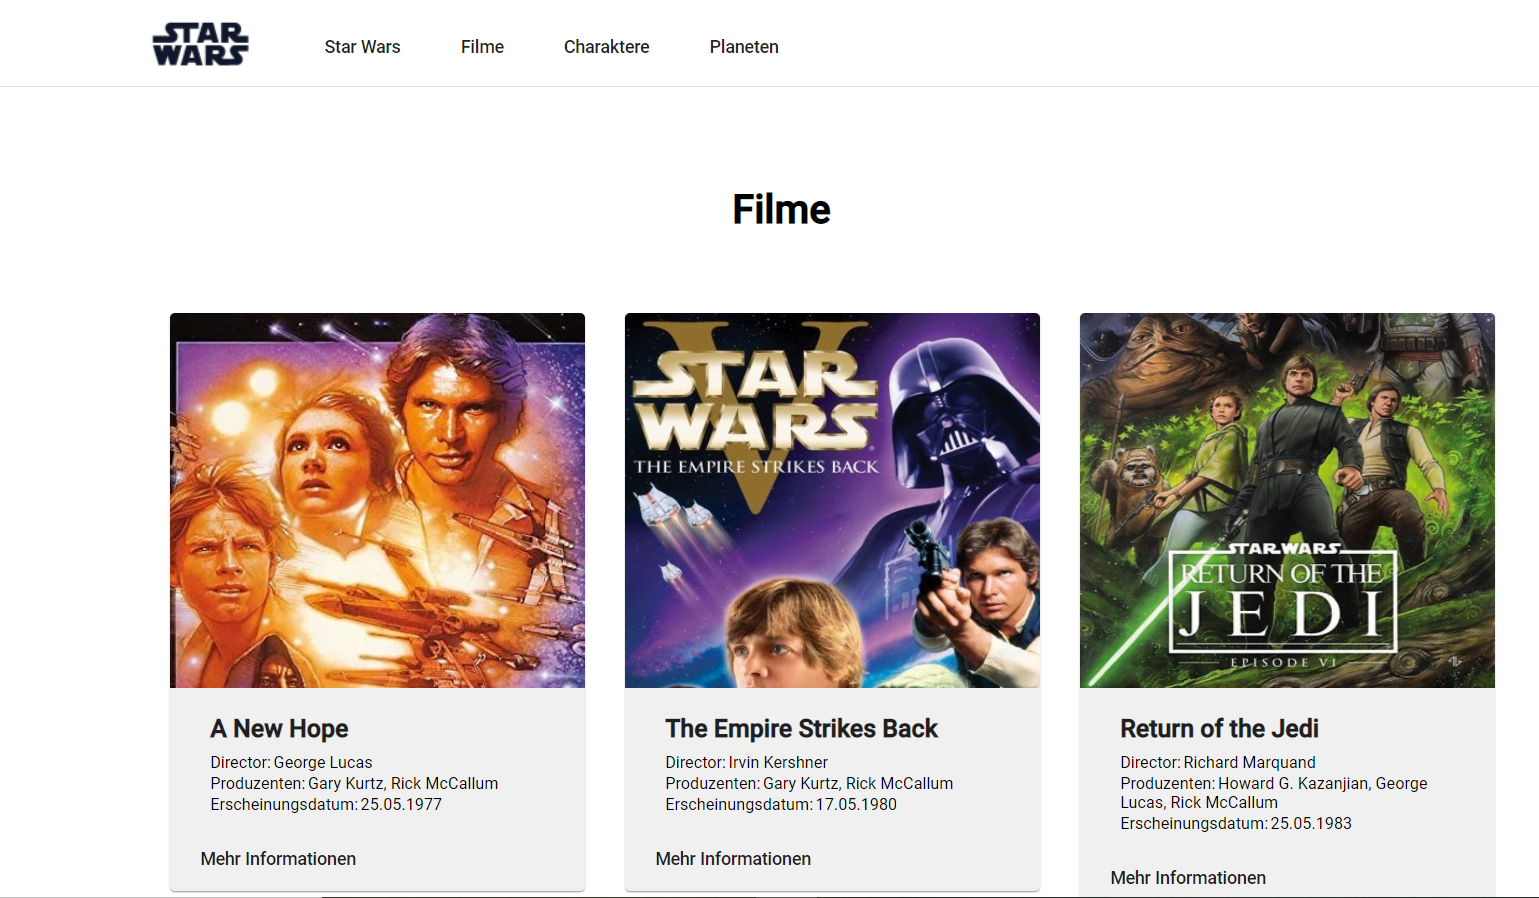 STAR
WARS
Star Wars
Filme
Charaktere
Planeten
Filme
V
STAR
WARS
THE EMPIRE STRIKES BACK
STAR WARS
RETURN OF THE
JEDI
EPISODE VI
A New Hope
Director: George Lucas
Produzenten: Gary Kurtz, Rick McCallum
Erscheinungsdatum: 25.05.1977
Mehr Informationen
The Empire Strikes Back
Director: Irvin Kershner
Produzenten: Gary Kurtz, Rick McCallum
Erscheinungsdatum: 17.05.1980
Mehr Informationen
Return of the Jedi
Director: Richard Marquand
Produzenten: Howard G. Kazanjian, George
Lucas, Rick McCallum
Erscheinungsdatum: 25.05.1983
Mehr Informationen